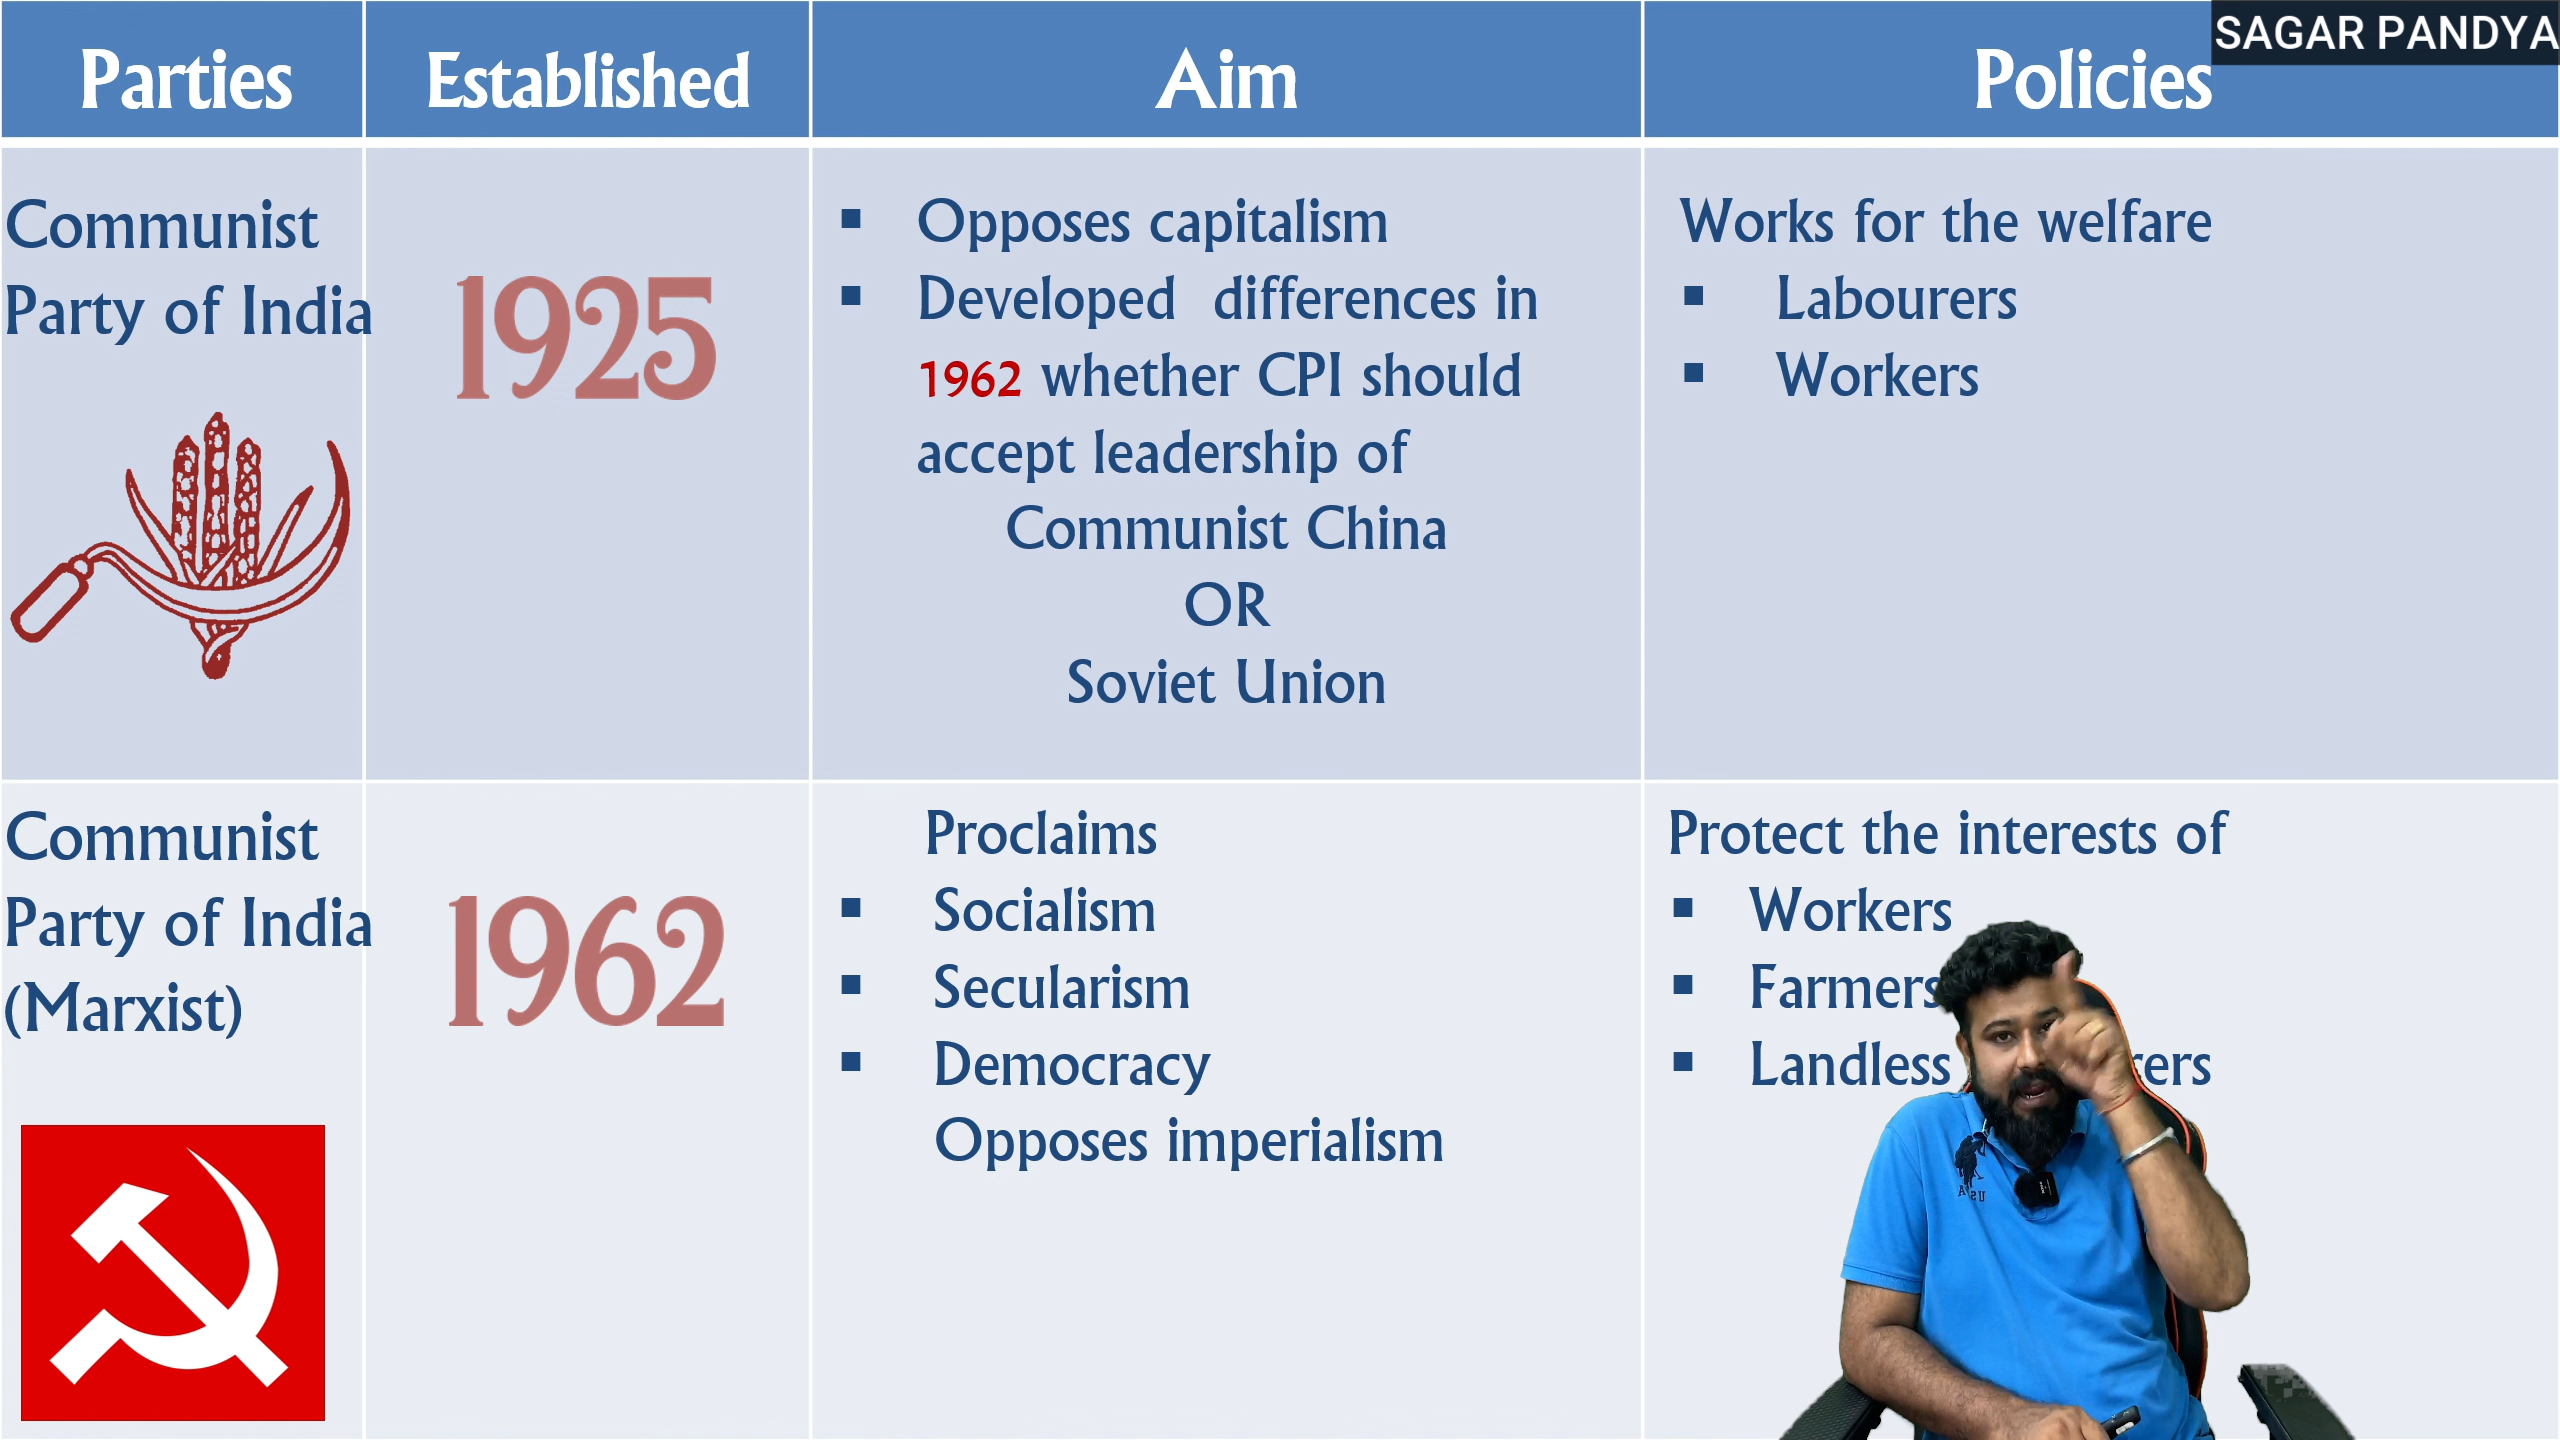 SAGAR PANDYA
Parties
Established
Aim
Policies
Communist
Party of India
1925
▪ Opposes capitalism
▪ Developed differences in
1962 whether CPI should
accept leadership of
Communist China
OR
Soviet Union
Works for the welfare
▪ Labourers
▪ Workers
Communist
Party of India
(Marxist)
1962
Proclaims
▪ Socialism
▪ Secularism
▪ Democracy
Opposes imperialism
Protect the interests of
▪ Workers
▪ Farmers
▪ Landless